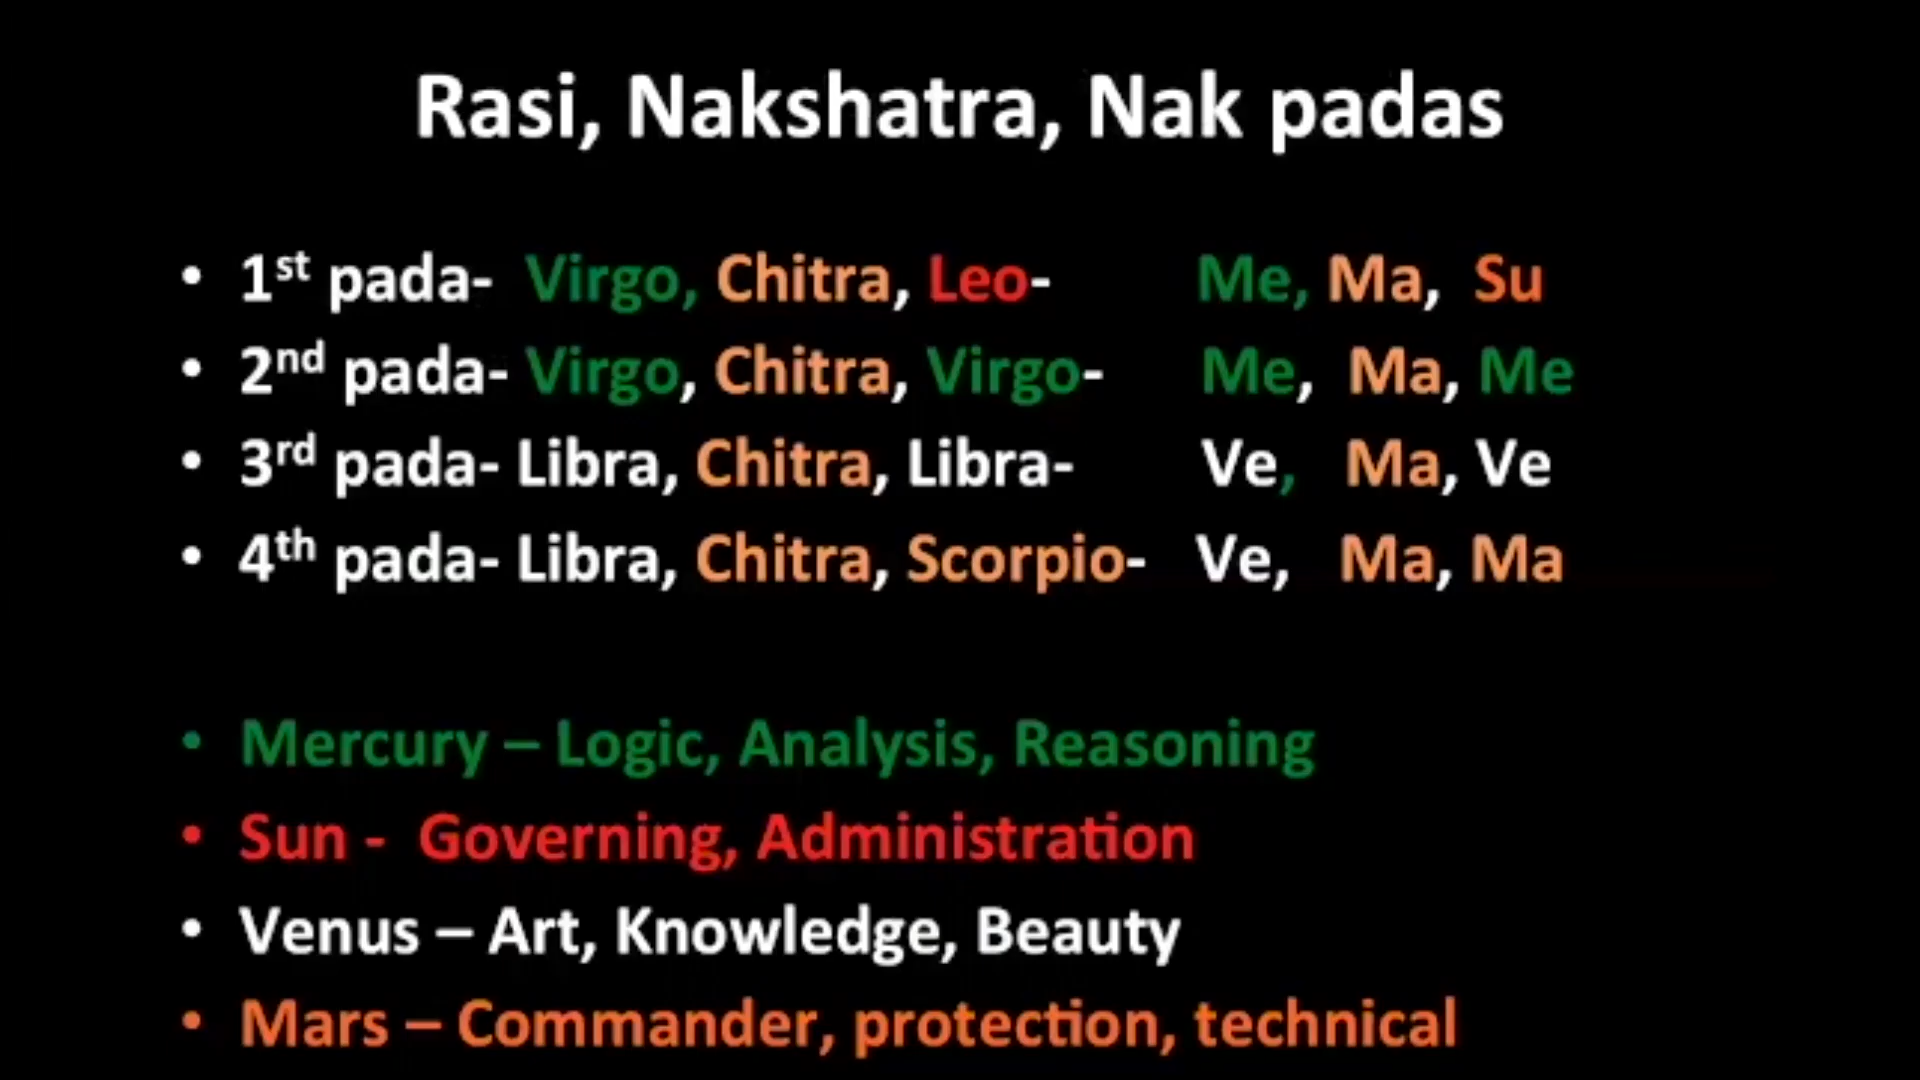 Rasi, Nakshatra, Nak padas
• 1st pada- Virgo, Chitra, Leo- Me, Ma, Su
• 2nd pada- Virgo, Chitra, Virgo- Me, Ma, Me
• 3rd pada- Libra, Chitra, Libra- Ve, Ma, Ve
• 4th pada- Libra, Chitra, Scorpio- Ve, Ma, Ma
• Mercury – Logic, Analysis, Reasoning
• Sun - Governing, Administration
• Venus – Art, Knowledge, Beauty
• Mars – Commander, protection, technical